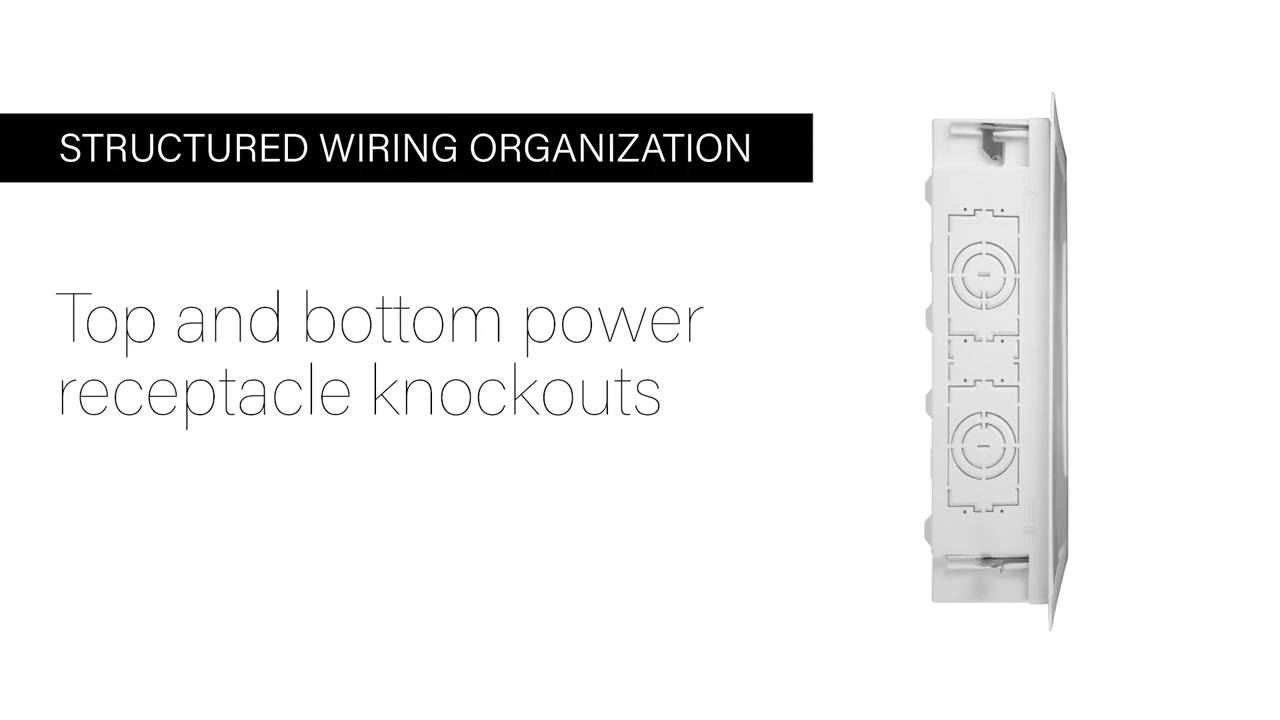 STRUCTURED WIRING ORGANIZATION
Top and bottom power
receptacle knockouts